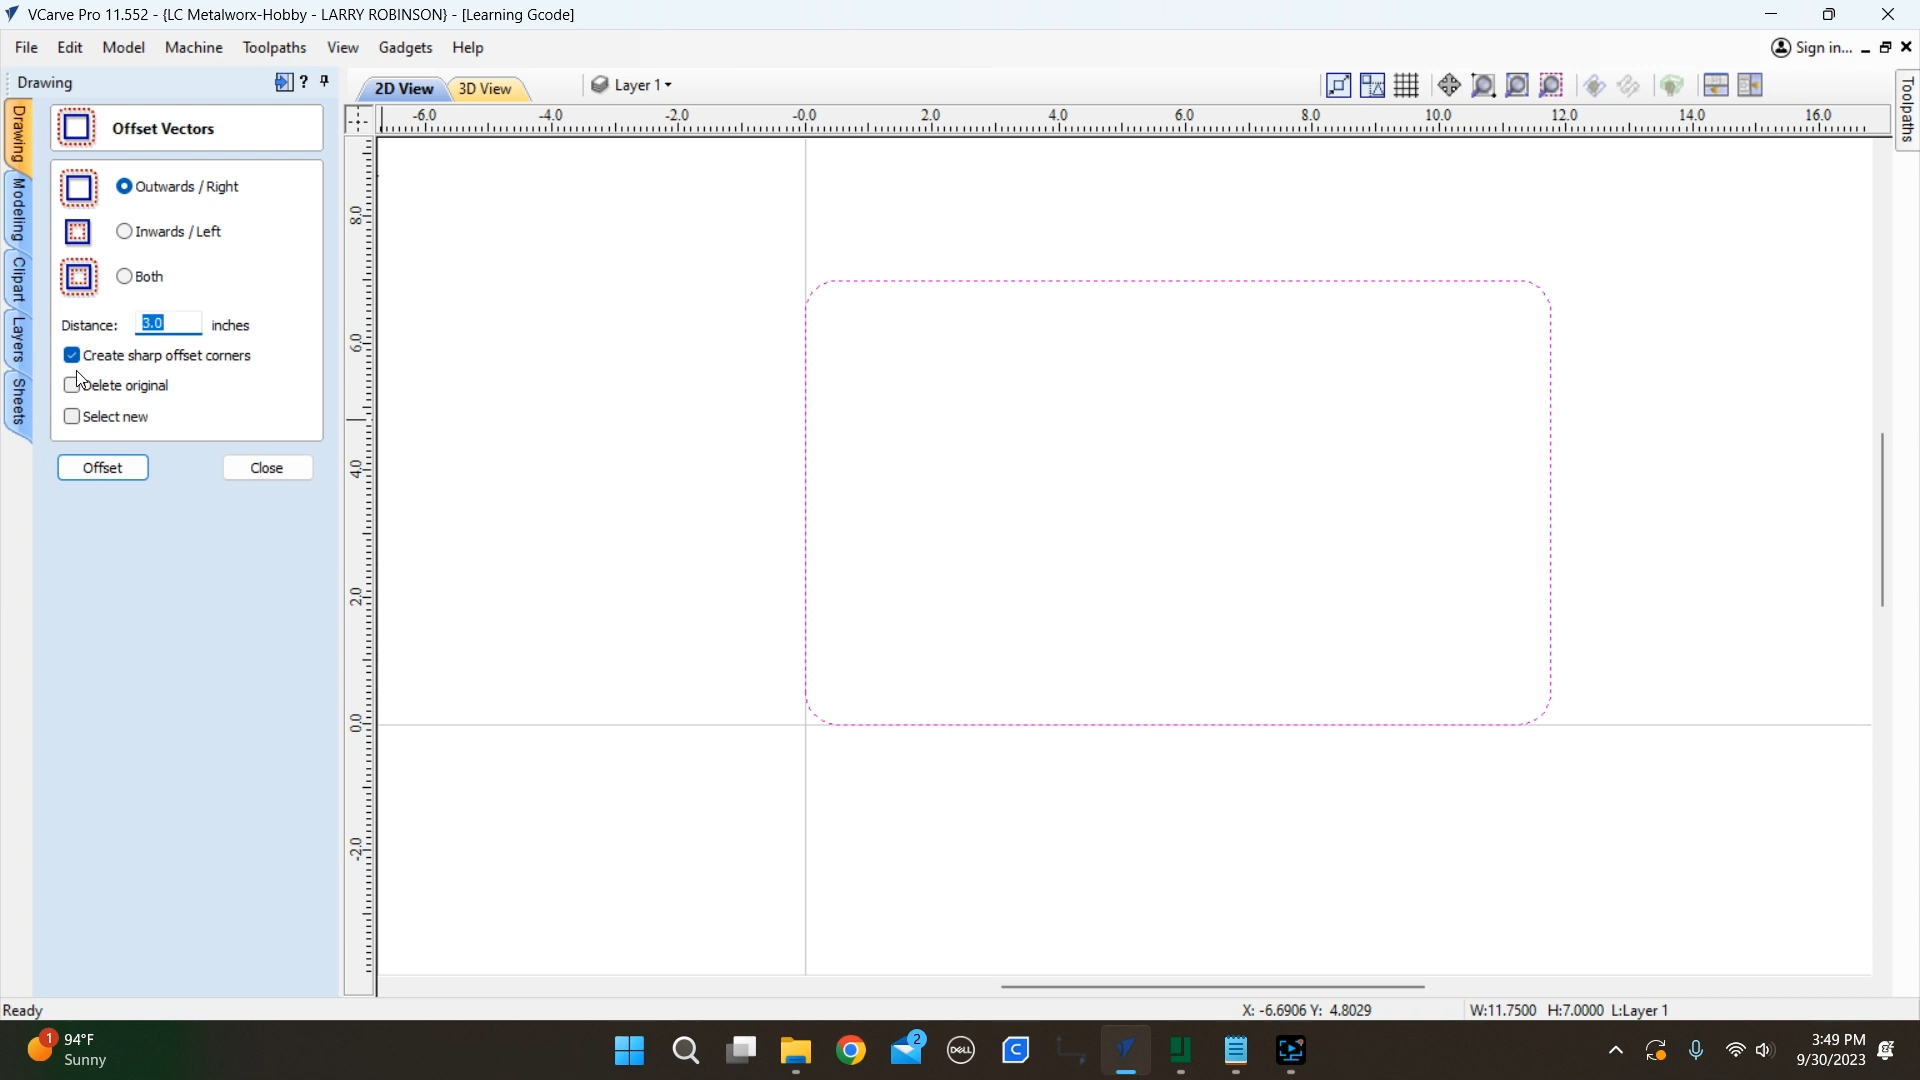 VCarve Pro 11.552 - {LC Metalworx-Hobby - LARRY ROBINSON} - [Learning Gcode]
File Edit Model Machine Toolpaths View Gadgets Help
Sign in...
Drawing
2D View
3D View
Layer 1
Toolpaths
Drawing
Modeling
Clipart
Layers
Sheets
Offset Vectors
Outwards / Right
Inwards / Left
Both
Distance: 3.0 inches
Create sharp offset corners
Delete original
Select new
Offset
Close
-6.0 -4.0 -2.0 -0.0 2.0 4.0 6.0 8.0 10.0 12.0 14.0 16.0
8.0
6.0
4.0
2.0
0.0
-2.0
Ready
X: -6.6906 Y: 4.8029
W:11.7500 H:7.0000 L:Layer 1
1
94°F
Sunny
2
DELL
3:49 PM
9/30/2023